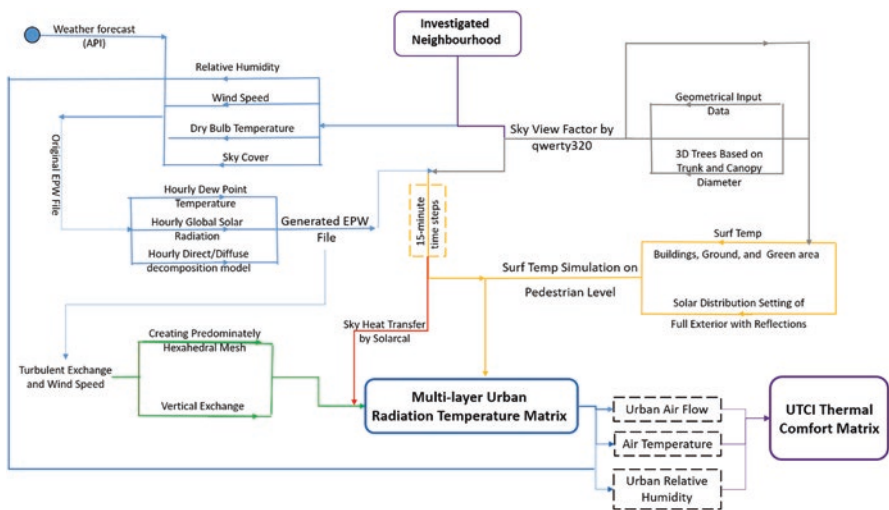 Weather forecast
(API)
Investigated
Neighbourhood
Relative Humidity
Wind Speed
Dry Bulb Temperature
Sky Cover
Original EPW File
Sky View Factor by
qwerty320
Geometrical Input
Data
3D Trees Based on
Trunk and Canopy
Diameter
Hourly Dew Point
Temperature
Hourly Global Solar
Radiation
Hourly Direct/Diffuse
decomposition model
Generated EPW
File
15-minute
time steps
Surf Temp
Buildings, Ground, and Green area
Solar Distribution Setting of
Full Exterior with Reflections
Surf Temp Simulation on
Pedestrian Level
Sky Heat Transfer
by Solarcal
Creating Predominately
Hexahedral Mesh
Turbulent Exchange
and Wind Speed
Vertical Exchange
Multi-layer Urban
Radiation Temperature Matrix
Urban Air Flow
Air Temperature
Urban Relative
Humidity
UTCI Thermal
Comfort Matrix